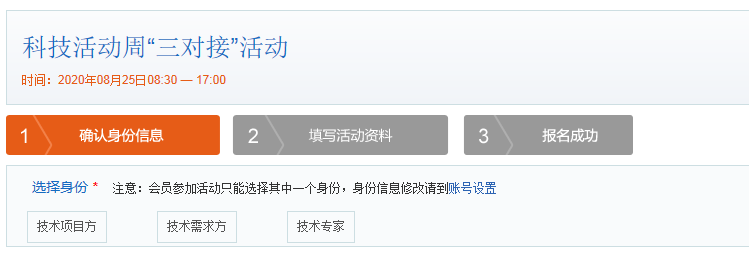 科技活动周“三对接”活动
时间：2020年08月25日08:30 — 17:00
1 确认身份信息 2 填写活动资料 3 报名成功
选择身份 * 注意：会员参加活动只能选择其中一个身份，身份信息修改请到账号设置
技术项目方 技术需求方 技术专家